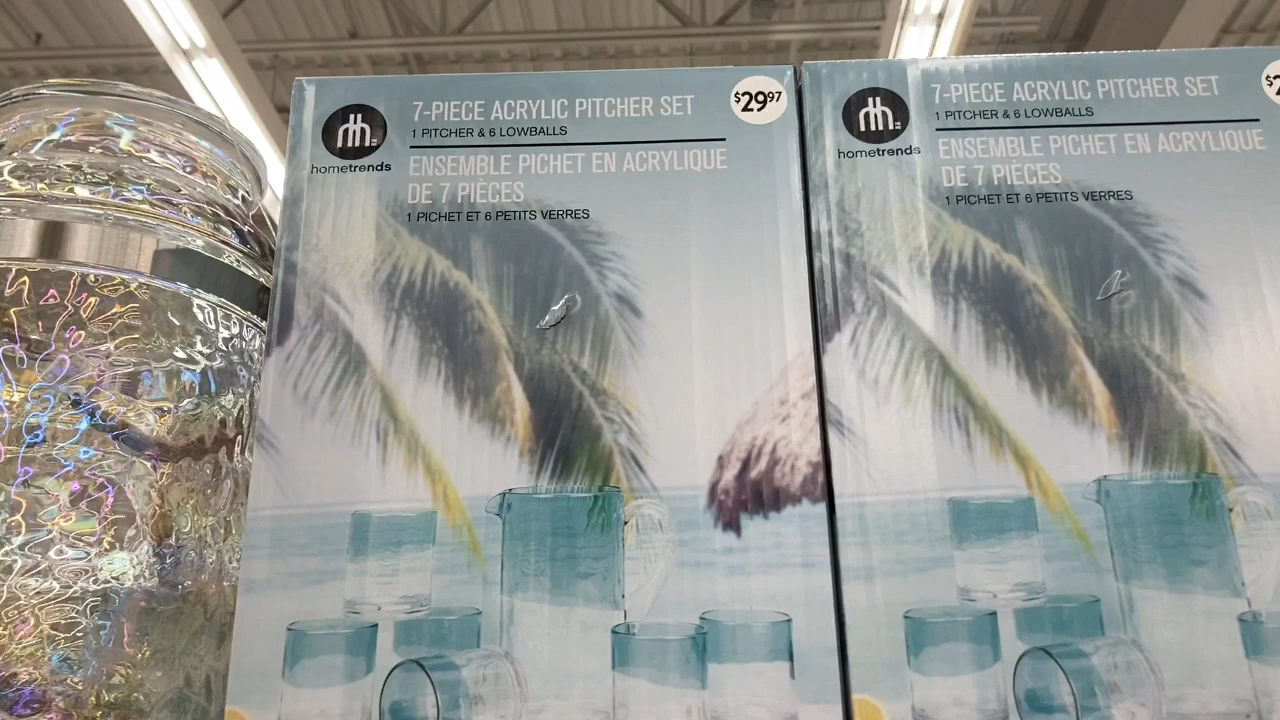 7-PIECE ACRYLIC PITCHER SET
1 PITCHER & 6 LOWBALLS
ENSEMBLE PICHET EN ACRYLIQUE
DE 7 PIÈCES
1 PICHET ET 6 PETITS VERRES
hometrends
$29.97
7-PIECE ACRYLIC PITCHER SET
1 PITCHER & 6 LOWBALLS
ENSEMBLE PICHET EN ACRYLIQUE
DE 7 PIÈCES
1 PICHET ET 6 PETITS VERRES
hometrends